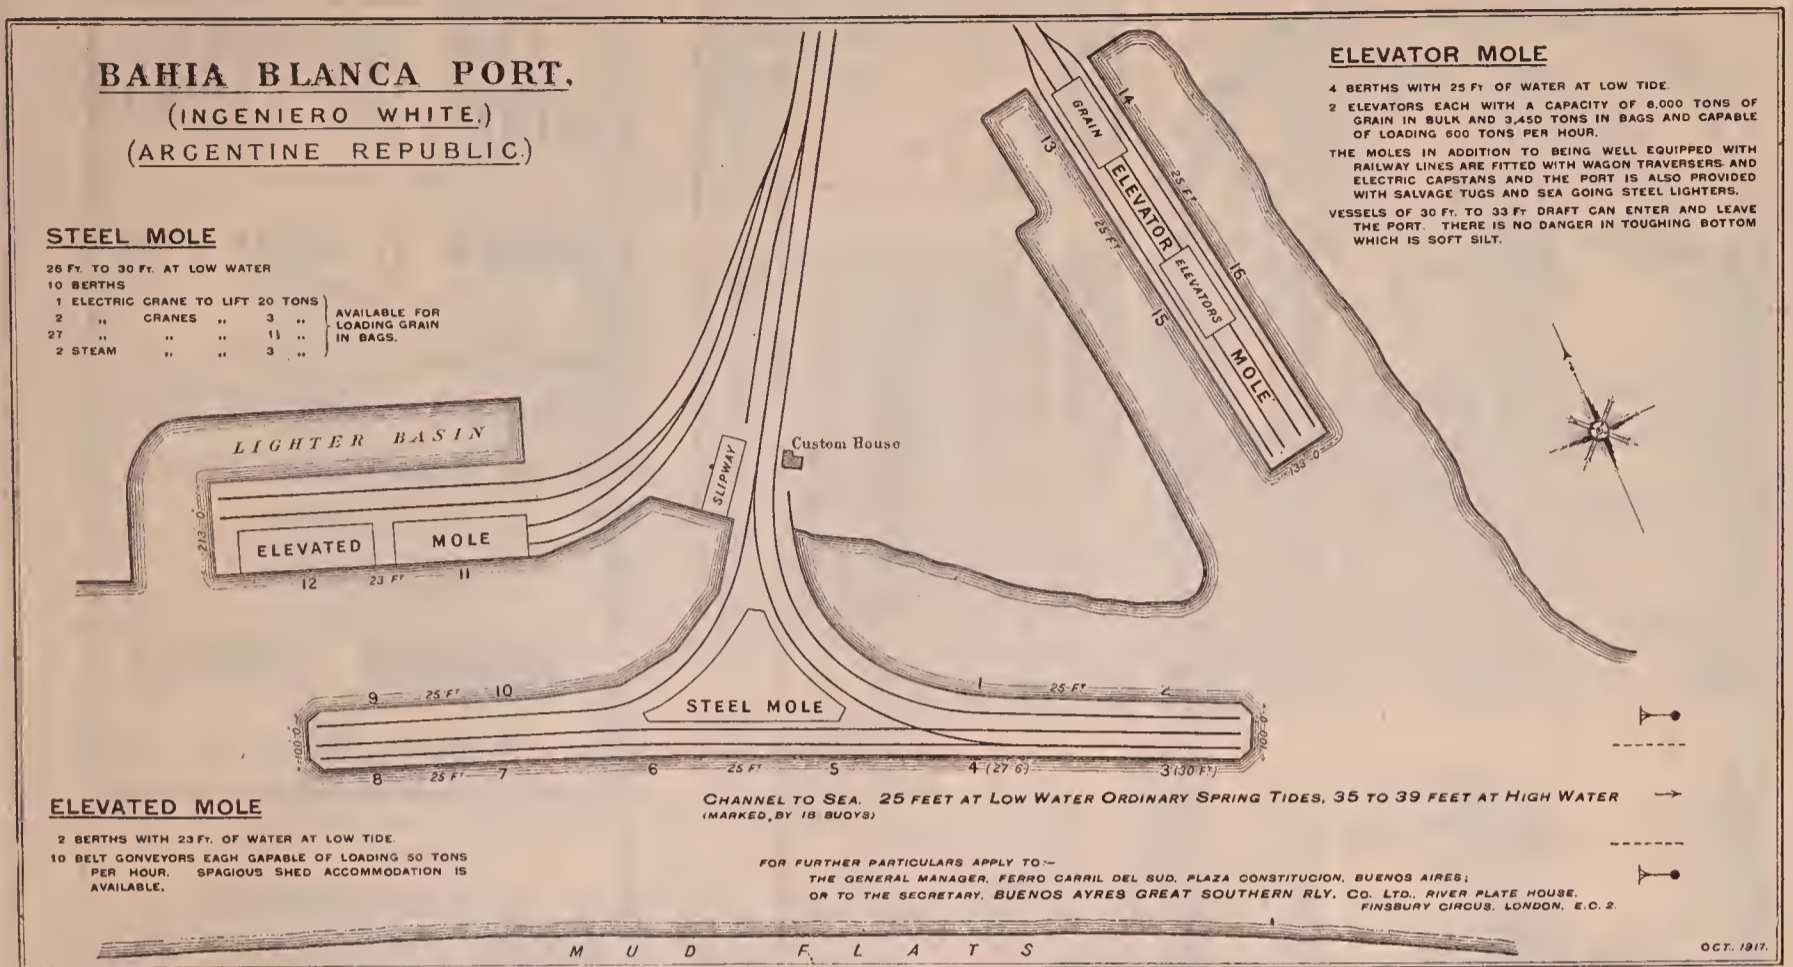 BAHIA BLANCA PORT.
(INGENIERO WHITE.)
(ARGENTINE REPUBLIC.)
STEEL MOLE
26 FT. TO 30 FT. AT LOW WATER
10 BERTHS
1 ELECTRIC CRANE TO LIFT 20 TONS
2 „ CRANES „ 3 „
27 „ „ „ 1½ „
2 STEAM „ „ 3 „
AVAILABLE FOR
LOADING GRAIN
IN BAGS.
ELEVATOR MOLE
4 BERTHS WITH 25 FT OF WATER AT LOW TIDE.
2 ELEVATORS EACH WITH A CAPACITY OF 6,000 TONS OF
GRAIN IN BULK AND 3,450 TONS IN BAGS AND CAPABLE
OF LOADING 600 TONS PER HOUR.
THE MOLES IN ADDITION TO BEING WELL EQUIPPED WITH
RAILWAY LINES ARE FITTED WITH WAGON TRAVERSERS AND
ELECTRIC CAPSTANS AND THE PORT IS ALSO PROVIDED
WITH SALVAGE TUGS AND SEA GOING STEEL LIGHTERS.
VESSELS OF 30 FT. TO 33 FT DRAFT CAN ENTER AND LEAVE
THE PORT. THERE IS NO DANGER IN TOUGHING BOTTOM
WHICH IS SOFT SILT.
14
13
GRAIN
ELEVATOR
25 FT
25 FT
ELEVATORS
16
15
MOLE
133-0
LIGHTER BASIN
SLIPWAY
Custom House
213-0
ELEVATED
MOLE
12
23 FT
11
9
25 FT
10
1
25 FT
2
STEEL MOLE
100-0
100-0
8
25 FT
7
6
25 FT
5
4 (27 6)
3 (30 FT)
CHANNEL TO SEA. 25 FEET AT LOW WATER ORDINARY SPRING TIDES, 35 TO 39 FEET AT HIGH WATER
(MARKED BY 18 BUOYS)
ELEVATED MOLE
2 BERTHS WITH 23 FT. OF WATER AT LOW TIDE.
10 BELT GONVEYORS EAGH GAPABLE OF LOADING 50 TONS
PER HOUR. SPAGIOUS SHED ACCOMMODATION IS
AVAILABLE.
FOR FURTHER PARTICULARS APPLY TO:–
THE GENERAL MANAGER, FERRO CARRIL DEL SUD, PLAZA CONSTITUCION, BUENOS AIRES;
OR TO THE SECRETARY, BUENOS AYRES GREAT SOUTHERN RLY. CO. LTD., RIVER PLATE HOUSE,
FINSBURY CIRCUS, LONDON, E.C. 2.
MUD FLATS
OCT. 1917.